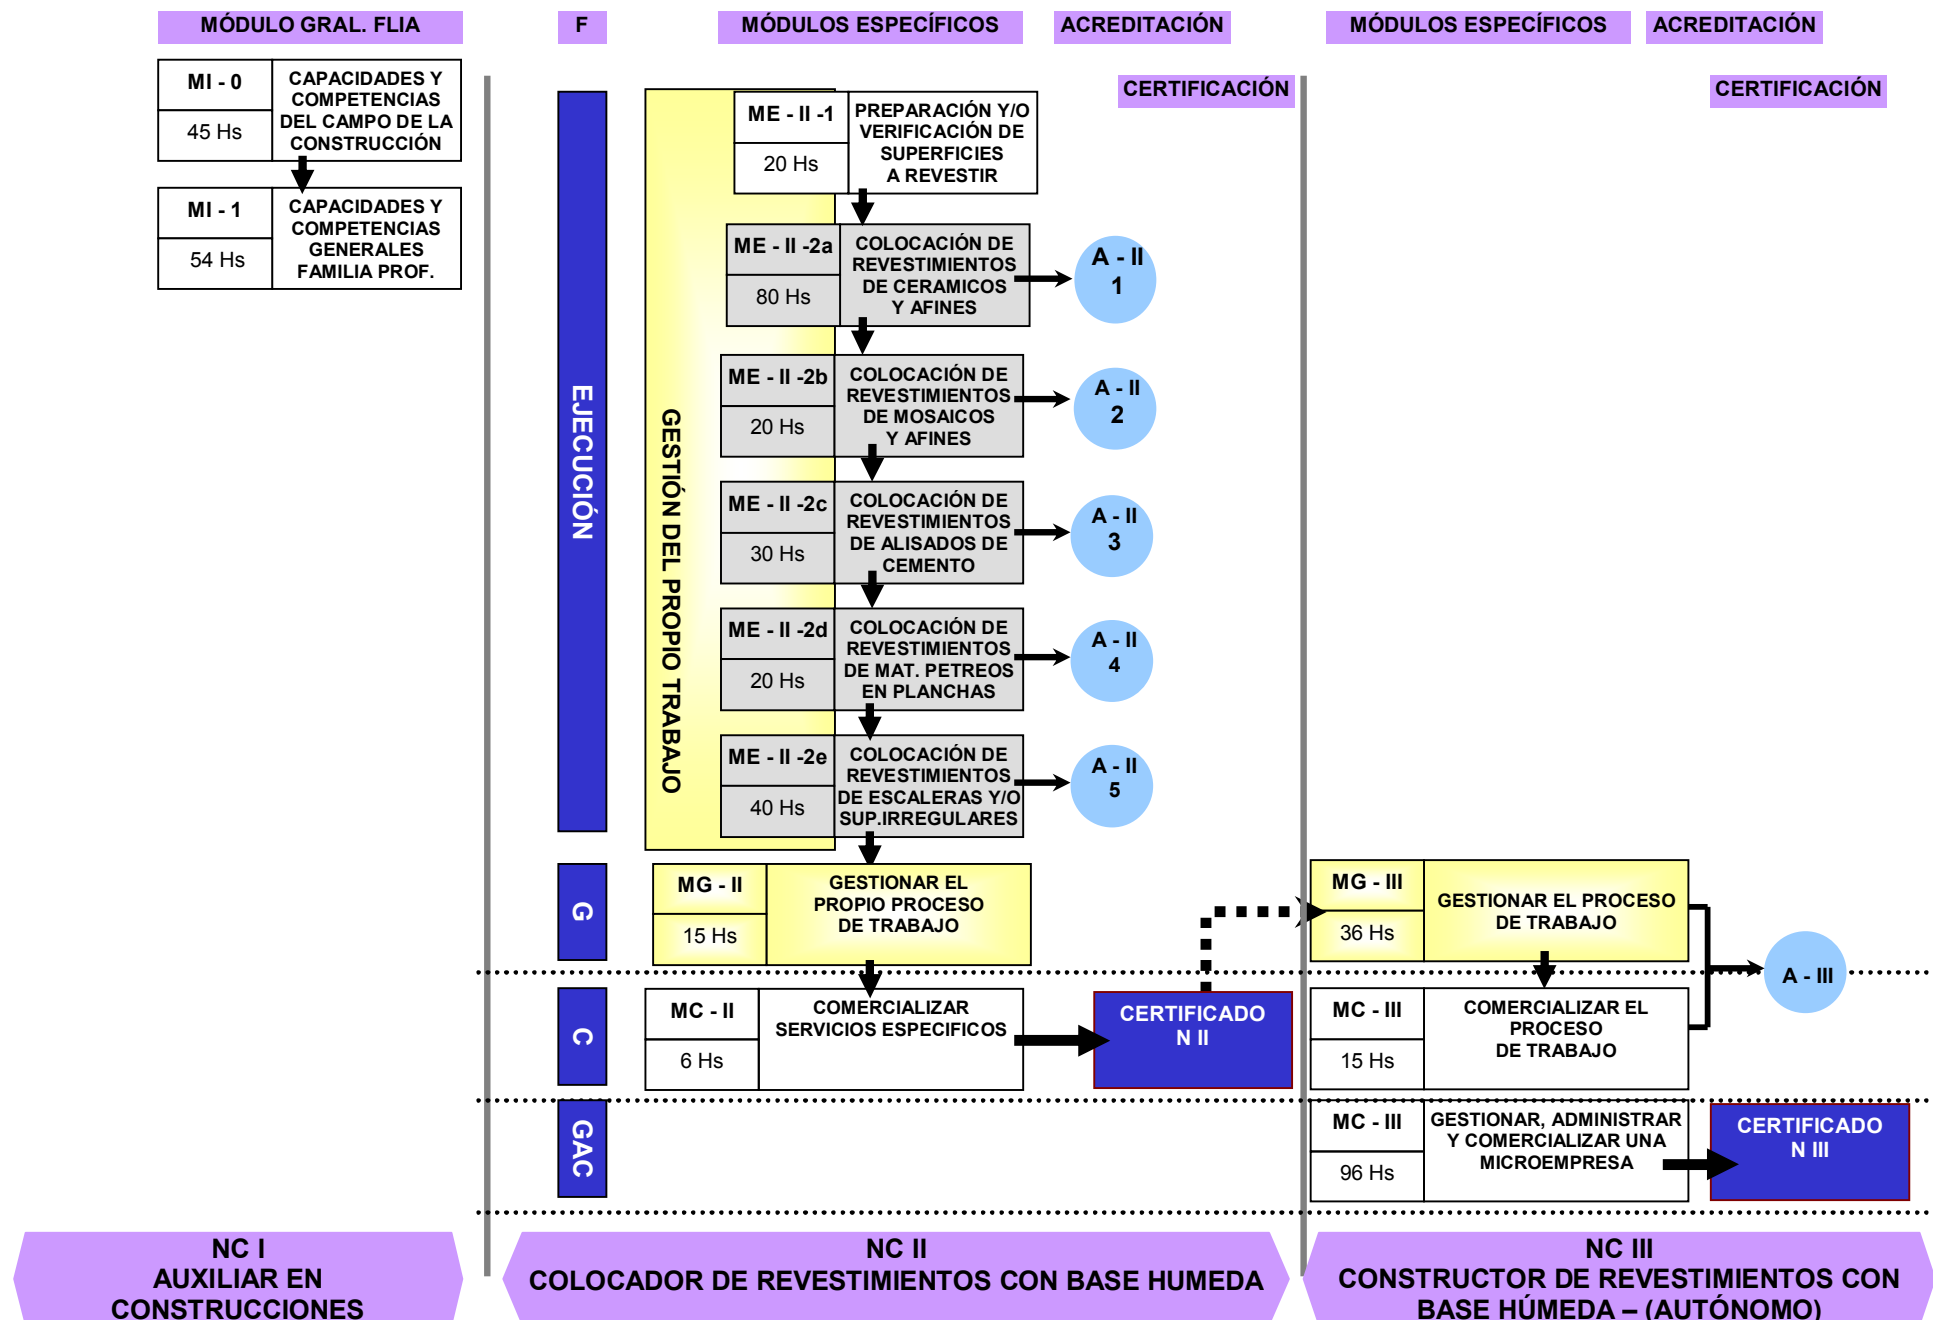 MÓDULO GRAL. FLIA
F
MÓDULOS ESPECÍFICOS
ACREDITACIÓN
MÓDULOS ESPECÍFICOS
ACREDITACIÓN
CERTIFICACIÓN
CERTIFICACIÓN
MI - 0
45 Hs
CAPACIDADES Y
COMPETENCIAS
DEL CAMPO DE LA
CONSTRUCCIÓN
MI - 1
54 Hs
CAPACIDADES Y
COMPETENCIAS
GENERALES
FAMILIA PROF.
EJECUCIÓN
GESTIÓN DEL PROPIO TRABAJO
ME - II -1
20 Hs
PREPARACIÓN Y/O
VERIFICACIÓN DE
SUPERFICIES
A REVESTIR
ME - II -2a
80 Hs
COLOCACIÓN DE
REVESTIMIENTOS
DE CERAMICOS
Y AFINES
A - II
1
ME - II -2b
20 Hs
COLOCACIÓN DE
REVESTIMIENTOS
DE MOSAICOS
Y AFINES
A - II
2
ME - II -2c
30 Hs
COLOCACIÓN DE
REVESTIMIENTOS
DE ALISADOS DE
CEMENTO
A - II
3
ME - II -2d
20 Hs
COLOCACIÓN DE
REVESTIMIENTOS
DE MAT. PETREOS
EN PLANCHAS
A - II
4
ME - II -2e
40 Hs
COLOCACIÓN DE
REVESTIMIENTOS
DE ESCALERAS Y/O
SUP.IRREGULARES
A - II
5
G
MG - II
15 Hs
GESTIONAR EL
PROPIO PROCESO
DE TRABAJO
MG - III
36 Hs
GESTIONAR EL PROCESO
DE TRABAJO
A - III
C
MC - II
6 Hs
COMERCIALIZAR
SERVICIOS ESPECIFICOS
CERTIFICADO
N II
MC - III
15 Hs
COMERCIALIZAR EL
PROCESO
DE TRABAJO
GAC
MC - III
96 Hs
GESTIONAR, ADMINISTRAR
Y COMERCIALIZAR UNA
MICROEMPRESA
CERTIFICADO
N III
NC I
AUXILIAR EN
CONSTRUCCIONES
NC II
COLOCADOR DE REVESTIMIENTOS CON BASE HUMEDA
NC III
CONSTRUCTOR DE REVESTIMIENTOS CON
BASE HÚMEDA – (AUTÓNOMO)